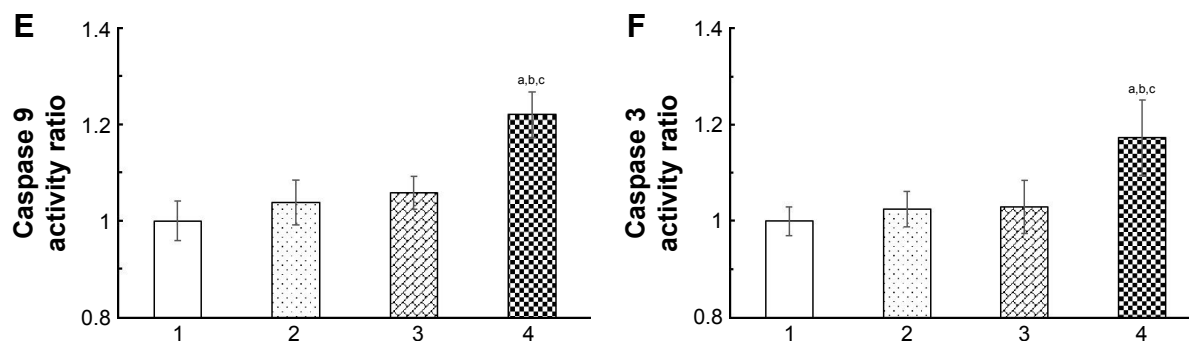 E
Caspase 9
activity ratio
1.4
1.2
1
0.8
a,b,c
1 2 3 4
F
Caspase 3
activity ratio
1.4
1.2
1
0.8
a,b,c
1 2 3 4